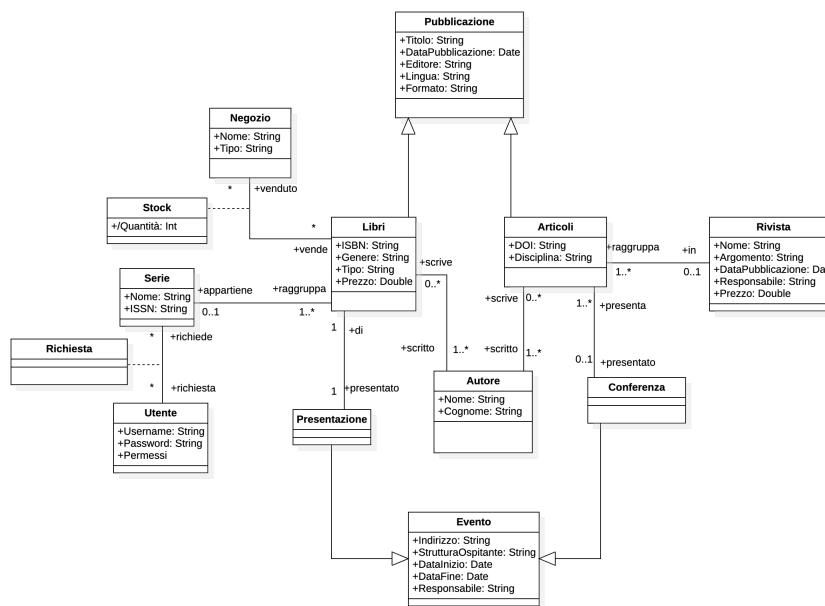 Pubblicazione
+Titolo: String
+DataPubblicazione: Date
+Editore: String
+Lingua: String
+Formato: String
Negozio
+Nome: String
+Tipo: String
*
+venduto
Stock
+/Quantità: Int
*
+vende
Libri
+ISBN: String
+Genere: String
+Tipo: String
+Prezzo: Double
Articoli
+DOI: String
+Disciplina: String
+raggruppa
1..*
+in
0..1
Rivista
+Nome: String
+Argomento: String
+DataPubblicazione: Da
+Responsabile: String
+Prezzo: Double
Serie
+Nome: String
+ISSN: String
+appartiene
0..1
+raggruppa
1..*
+scrive
0..*
+scrive
0..*
1..*
+presenta
*
+richiede
1
+di
Richiesta
*
+richiesta
+scritto
1..*
+scritto
1..*
0..1
+presentato
1
+presentato
Utente
+Username: String
+Password: String
+Permessi
Presentazione
Autore
+Nome: String
+Cognome: String
Conferenza
Evento
+Indirizzo: String
+StrutturaOspitante: String
+DataInizio: Date
+DataFine: Date
+Responsabile: String